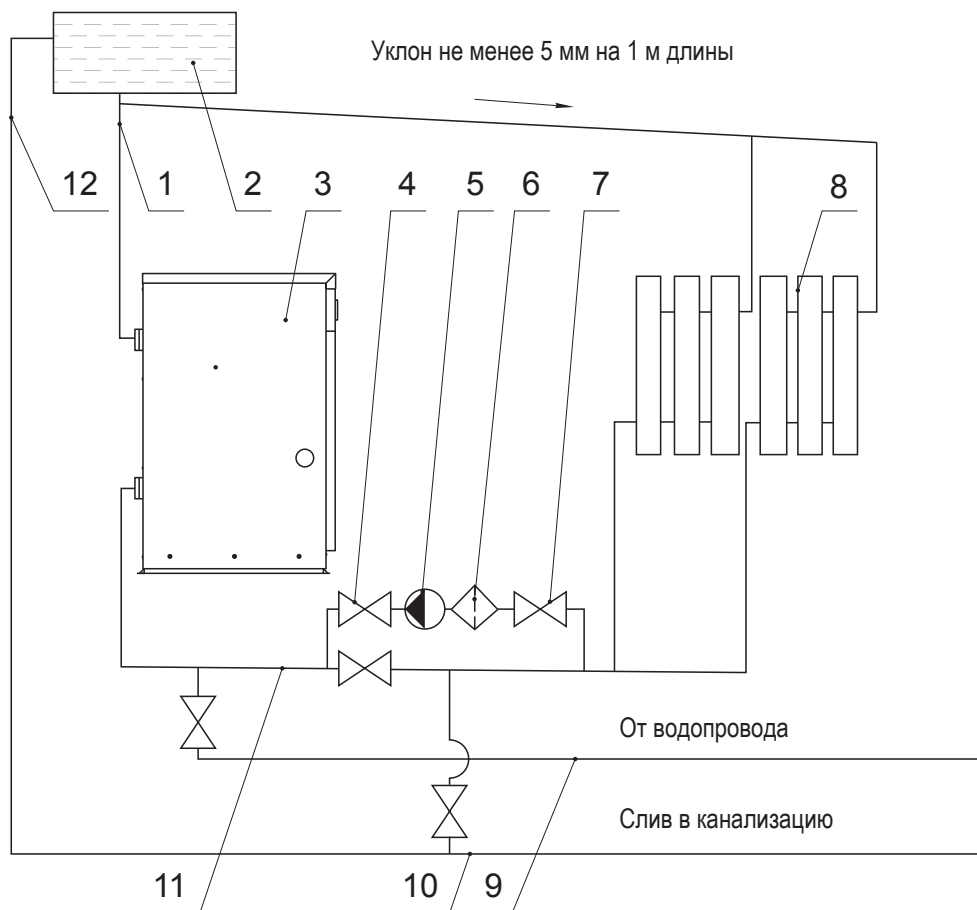 Уклон не менее 5 мм на 1 м длины
12 1 2 3 4 5 6 7 8
От водопровода
Слив в канализацию
11 10 9